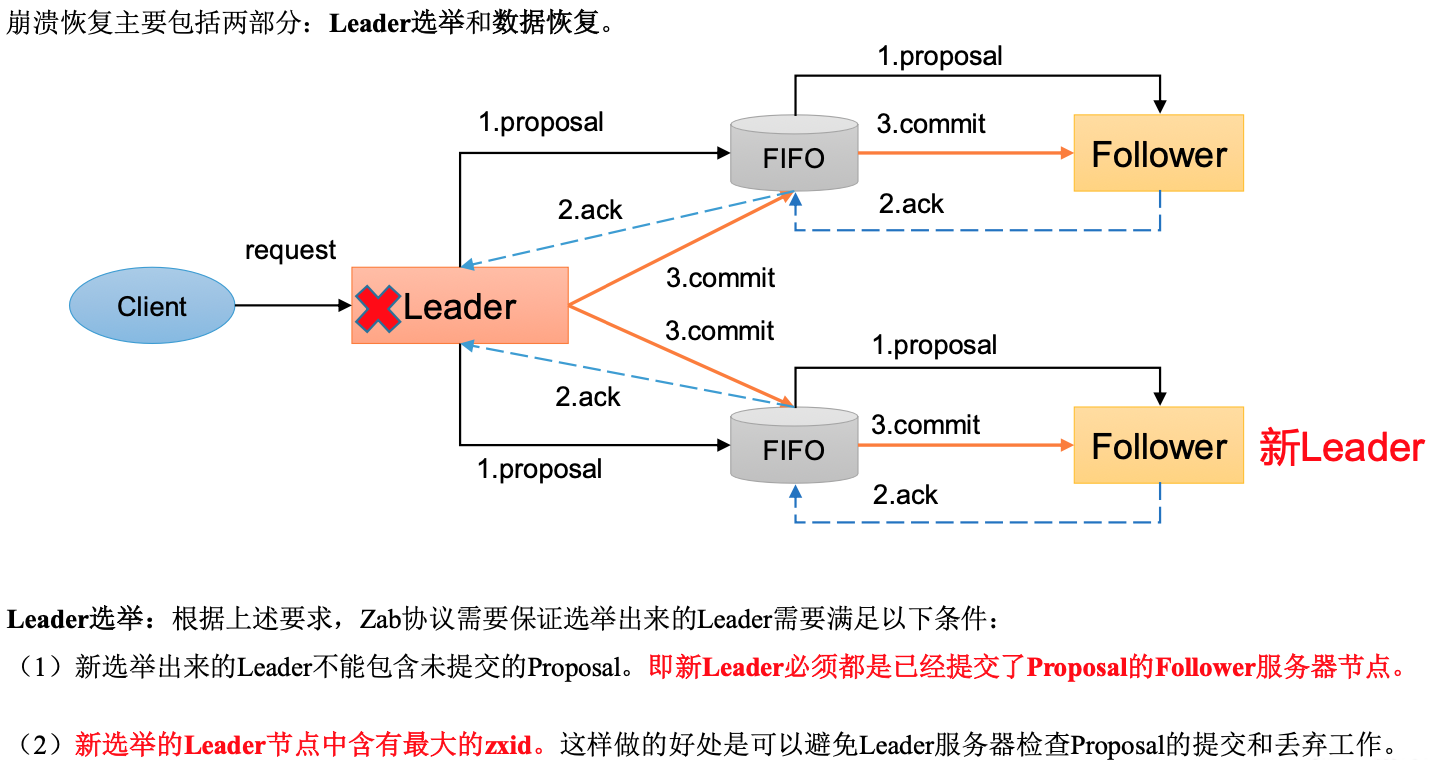 崩溃恢复主要包括两部分：Leader选举和数据恢复。
1.proposal
1.proposal
3.commit
FIFO
Follower
2.ack
2.ack
request
3.commit
Client
Leader
3.commit
1.proposal
2.ack
3.commit
FIFO
Follower
新Leader
1.proposal
2.ack
Leader选举：根据上述要求，Zab协议需要保证选举出来的Leader需要满足以下条件：
（1）新选举出来的Leader不能包含未提交的Proposal。即新Leader必须都是已经提交了Proposal的Follower服务器节点。
（2）新选举的Leader节点中含有最大的zxid。这样做的好处是可以避免Leader服务器检查Proposal的提交和丢弃工作。